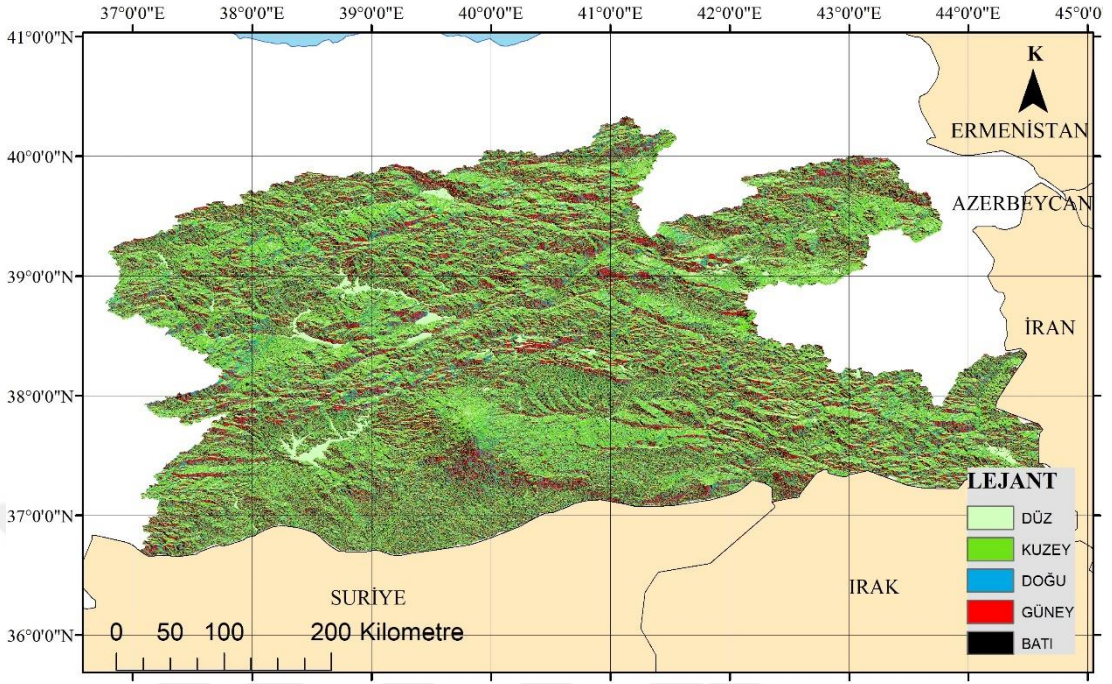 37°0'0"E 38°0'0"E 39°0'0"E 40°0'0"E 41°0'0"E 42°0'0"E 43°0'0"E 44°0'0"E 45°0'0
41°0'0"N
K
ERMENİSTAN
40°0'0"N
AZERBEYCAN
39°0'0"N
İRAN
38°0'0"N
37°0'0"N
LEJANT
DÜZ
KUZEY
DOĞU
GÜNEY
BATI
SURİYE
IRAK
36°0'0"N
0 50 100 200 Kilometre